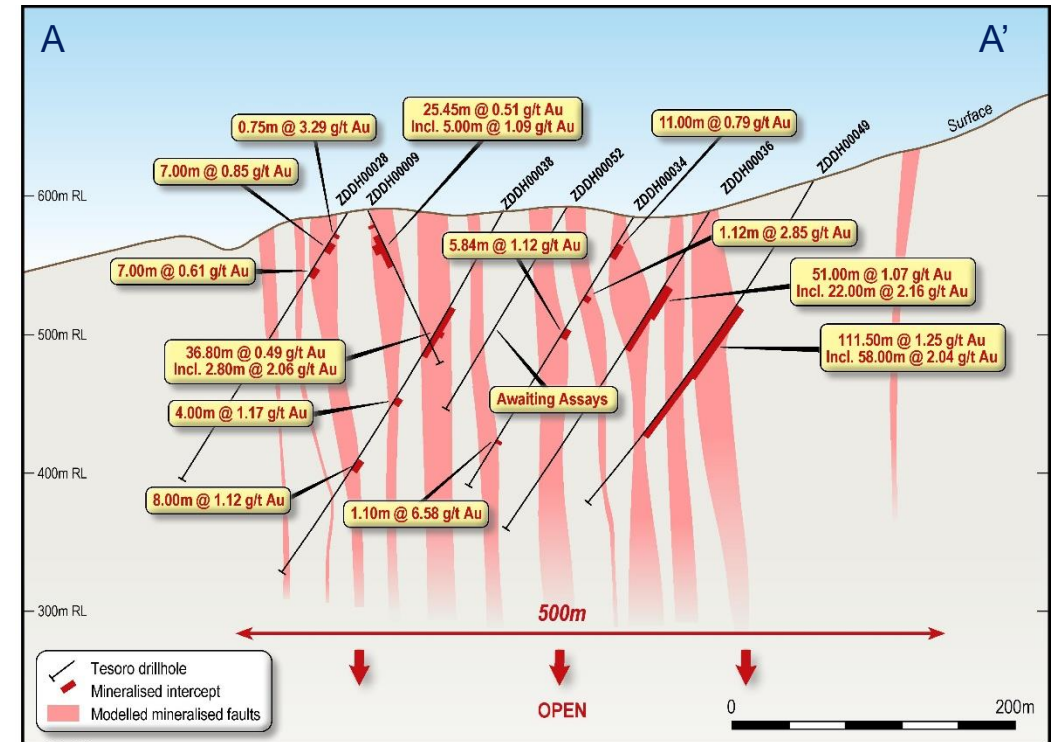 A
A'
25.45m @ 0.51 g/t Au
Incl. 5.00m @ 1.09 g/t Au
0.75m @ 3.29 g/t Au
11.00m @ 0.79 g/t Au
Surface
7.00m @ 0.85 g/t Au
ZDDH00028
ZDDH00009
ZDDH00038
ZDDH00052
ZDDH00034
ZDDH00036
ZDDH00049
600m RL
5.84m @ 1.12 g/t Au
1.12m @ 2.85 g/t Au
7.00m @ 0.61 g/t Au
51.00m @ 1.07 g/t Au
Incl. 22.00m @ 2.16 g/t Au
500m RL
36.80m @ 0.49 g/t Au
Incl. 2.80m @ 2.06 g/t Au
111.50m @ 1.25 g/t Au
Incl. 58.00m @ 2.04 g/t Au
Awaiting Assays
4.00m @ 1.17 g/t Au
400m RL
8.00m @ 1.12 g/t Au
1.10m @ 6.58 g/t Au
300m RL
500m
Tesoro drillhole
Mineralised intercept
Modelled mineralised faults
OPEN
0
200m